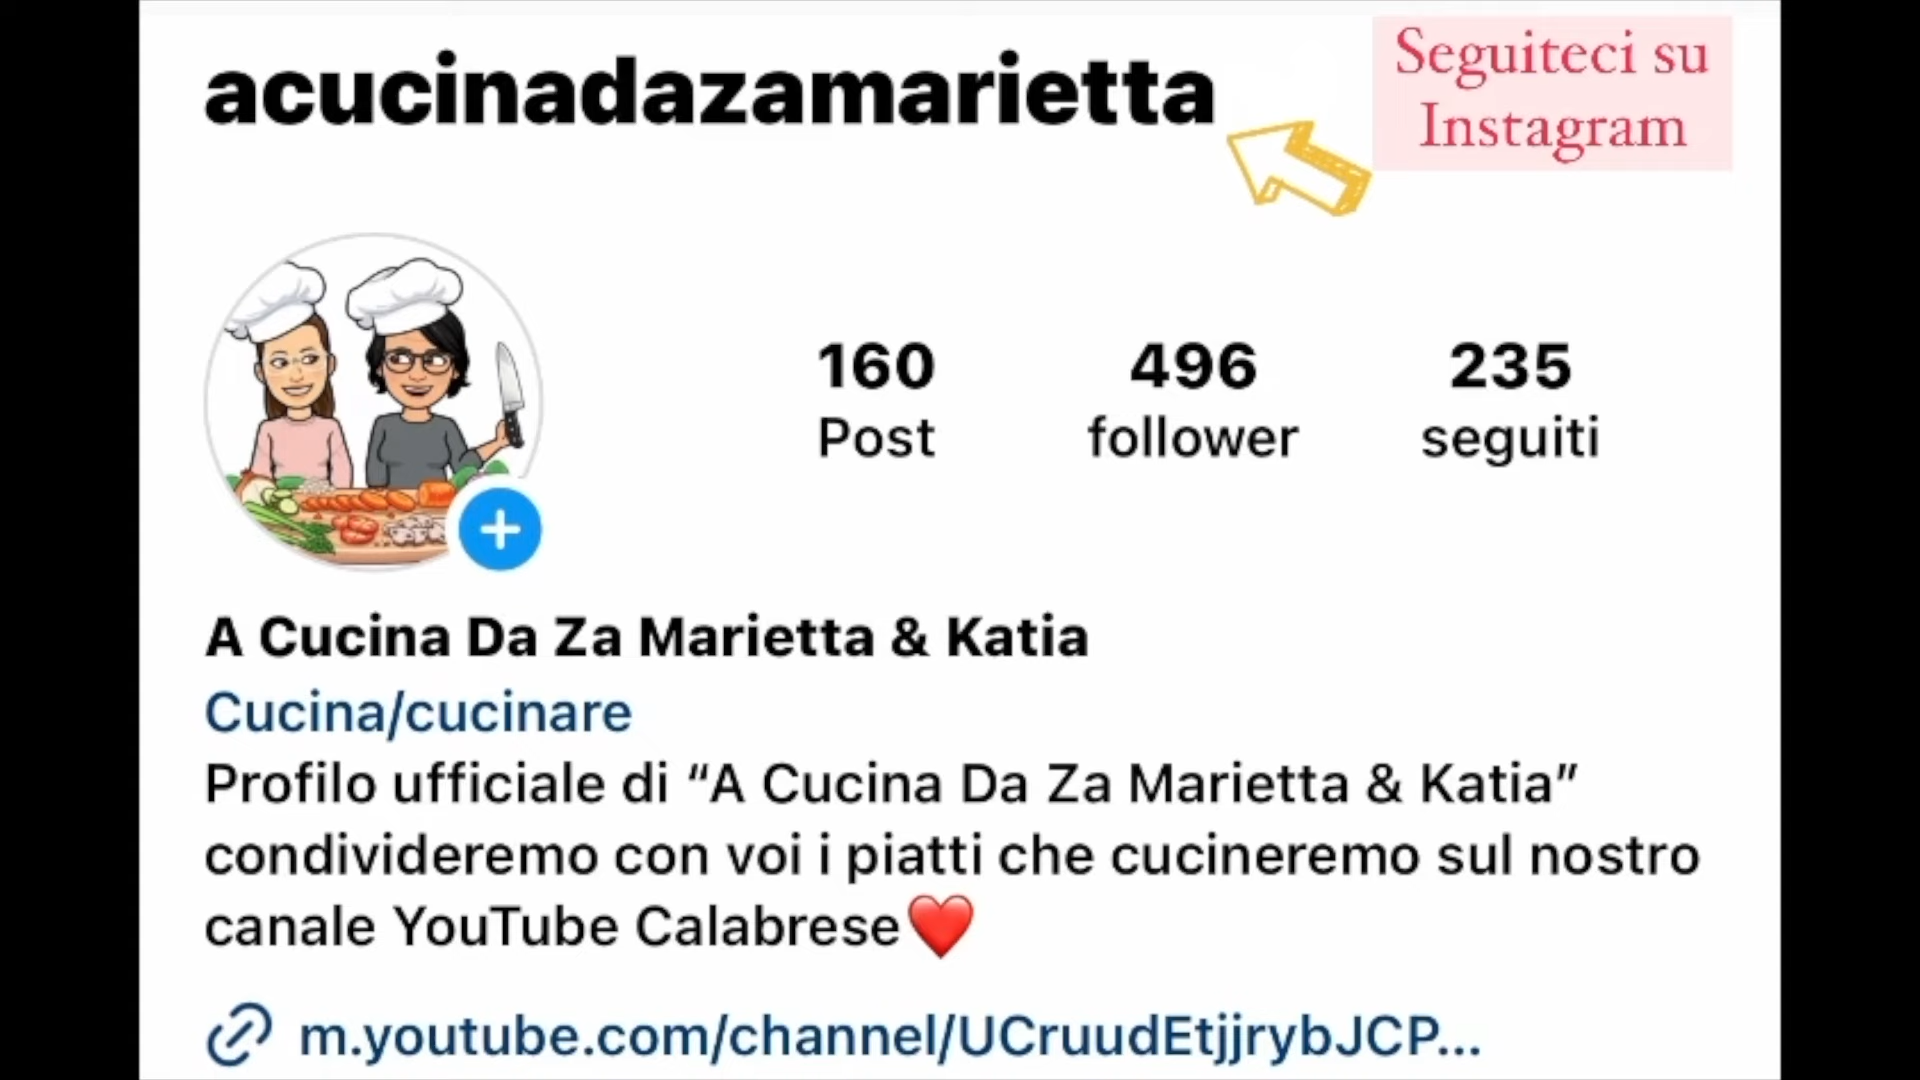 acucinadazamarietta
Seguiteci su
Instagram
160
Post
496
follower
235
seguiti
A Cucina Da Za Marietta & Katia
Cucina/cucinare
Profilo ufficiale di “A Cucina Da Za Marietta & Katia”
condivideremo con voi i piatti che cucineremo sul nostro
canale YouTube Calabrese❤️
m.youtube.com/channel/UCruudEtjjrybJCP...